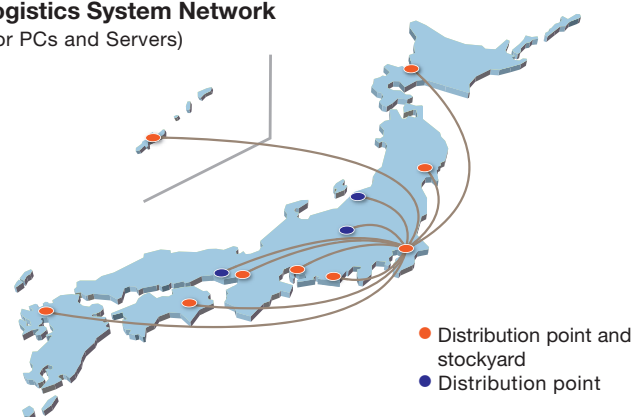 ogistics System Network
or PCs and Servers)
Distribution point and
stockyard
Distribution point